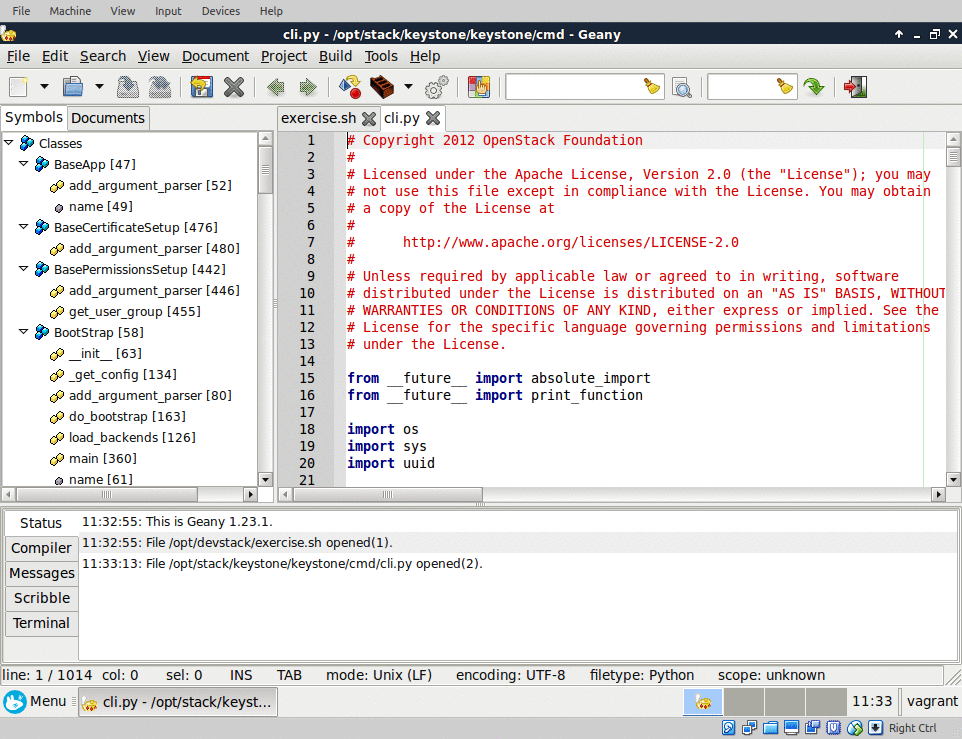 File Machine View Input Devices Help
cli.py - /opt/stack/keystone/keystone/cmd - Geany
File Edit Search View Document Project Build Tools Help
Symbols Documents
Classes
BaseApp [47]
add_argument_parser [52]
name [49]
BaseCertificateSetup [476]
add_argument_parser [480]
BasePermissionsSetup [442]
add_argument_parser [446]
get_user_group [455]
BootStrap [58]
__init__ [63]
_get_config [134]
add_argument_parser [80]
do_bootstrap [163]
load_backends [126]
main [360]
name [61]
exercise.sh cli.py
1 # Copyright 2012 OpenStack Foundation
2 #
3 # Licensed under the Apache License, Version 2.0 (the "License"); you may
4 # not use this file except in compliance with the License. You may obtain
5 # a copy of the License at
6 #
7 #      http://www.apache.org/licenses/LICENSE-2.0
8 #
9 # Unless required by applicable law or agreed to in writing, software
10 # distributed under the License is distributed on an "AS IS" BASIS, WITHOUT
11 # WARRANTIES OR CONDITIONS OF ANY KIND, either express or implied. See the
12 # License for the specific language governing permissions and limitations
13 # under the License.
14
15 from __future__ import absolute_import
16 from __future__ import print_function
17
18 import os
19 import sys
20 import uuid
21
Status
Compiler
Messages
Scribble
Terminal
11:32:55: This is Geany 1.23.1.
11:32:55: File /opt/devstack/exercise.sh opened(1).
11:33:13: File /opt/stack/keystone/keystone/cmd/cli.py opened(2).
line: 1 / 1014 col: 0 sel: 0 INS TAB mode: Unix (LF) encoding: UTF-8 filetype: Python scope: unknown
Menu cli.py - /opt/stack/keyst... 11:33 vagrant
Right Ctrl